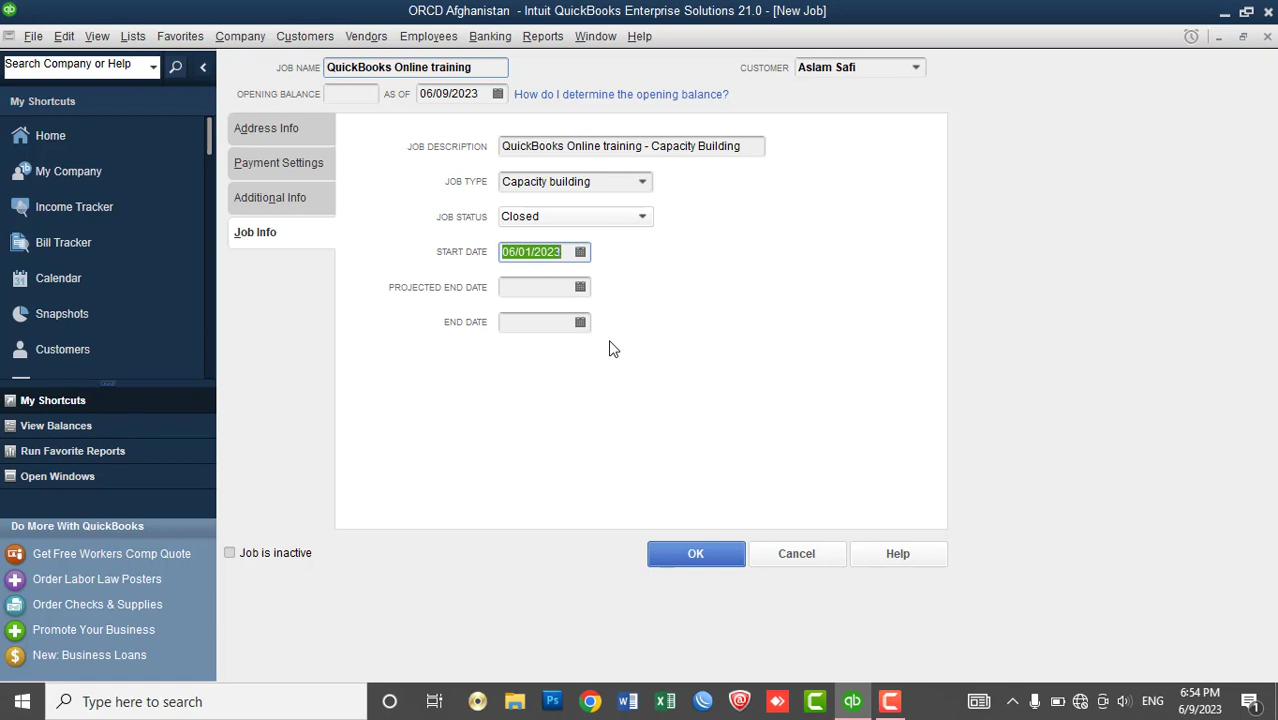 ORCD Afghanistan - Intuit QuickBooks Enterprise Solutions 21.0 - [New Job]
File Edit View Lists Favorites Company Customers Vendors Employees Banking Reports Window Help
Search Company or Help
My Shortcuts
Home
My Company
Income Tracker
Bill Tracker
Calendar
Snapshots
Customers
My Shortcuts
View Balances
Run Favorite Reports
Open Windows
Do More With QuickBooks
Get Free Workers Comp Quote
Order Labor Law Posters
Order Checks & Supplies
Promote Your Business
New: Business Loans
JOB NAME QuickBooks Online training CUSTOMER Aslam Safi
OPENING BALANCE AS OF 06/09/2023 How do I determine the opening balance?
Address Info
Payment Settings
Additional Info
Job Info
JOB DESCRIPTION QuickBooks Online training - Capacity Building
JOB TYPE Capacity building
JOB STATUS Closed
START DATE 06/01/2023
PROJECTED END DATE
END DATE
Job is inactive
OK Cancel Help
Type here to search
ENG
6:54 PM
6/9/2023
1